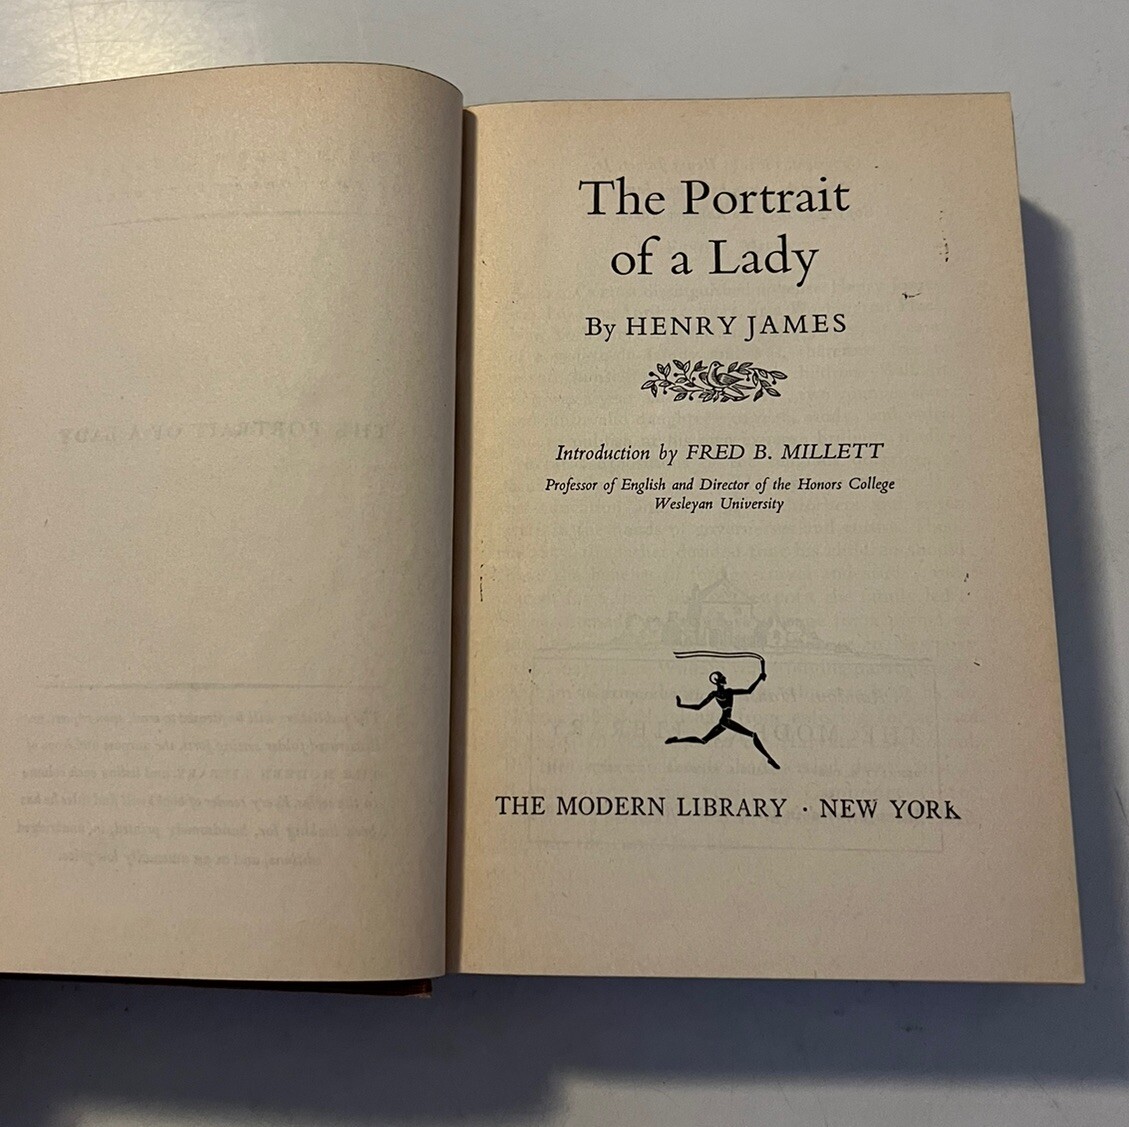 The Portrait
of a Lady
By HENRY JAMES
Introduction by FRED B. MILLETT
Professor of English and Director of the Honors College
Wesleyan University
THE MODERN LIBRARY · NEW YORK